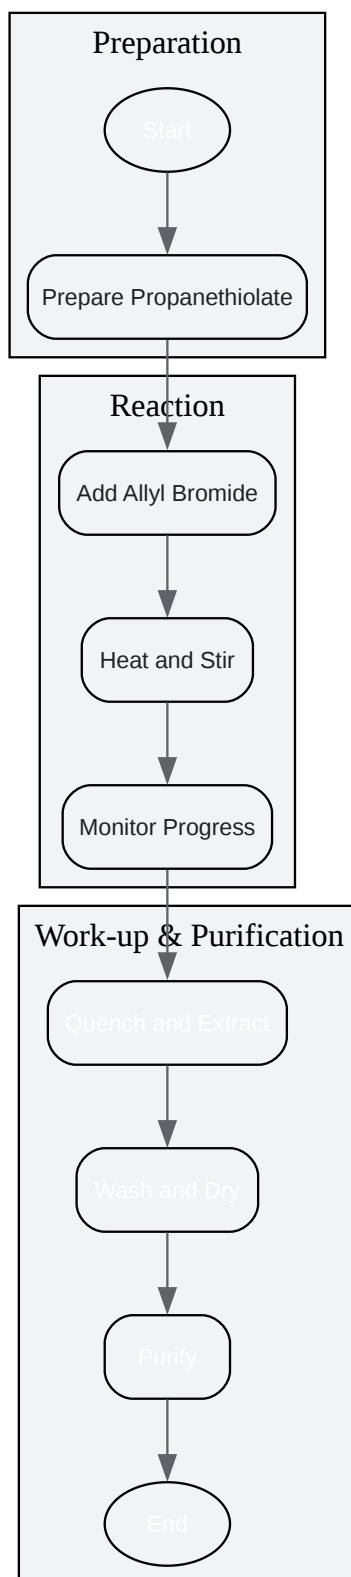 Preparation
Start
Prepare Propanethiolate
Reaction
Add Allyl Bromide
Heat and Stir
Monitor Progress
Work-up & Purification
Quench and Extract
Wash and Dry
Purify
End